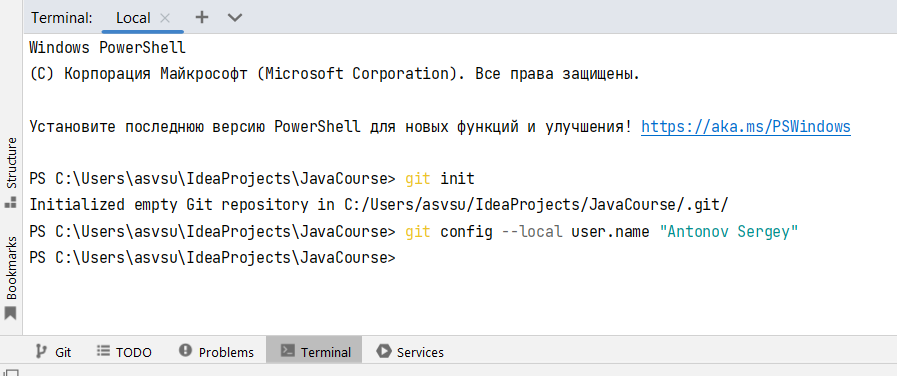 Terminal: Local
Windows PowerShell
(C) Корпорация Майкрософт (Microsoft Corporation). Все права защищены.
Установите последнюю версию PowerShell для новых функций и улучшения! https://aka.ms/PSWindows
PS C:\Users\asvsu\IdeaProjects\JavaCourse> git init
Initialized empty Git repository in C:/Users/asvsu/IdeaProjects/JavaCourse/.git/
PS C:\Users\asvsu\IdeaProjects\JavaCourse> git config --local user.name "Antonov Sergey"
PS C:\Users\asvsu\IdeaProjects\JavaCourse>
Structure
Bookmarks
Git TODO Problems Terminal Services